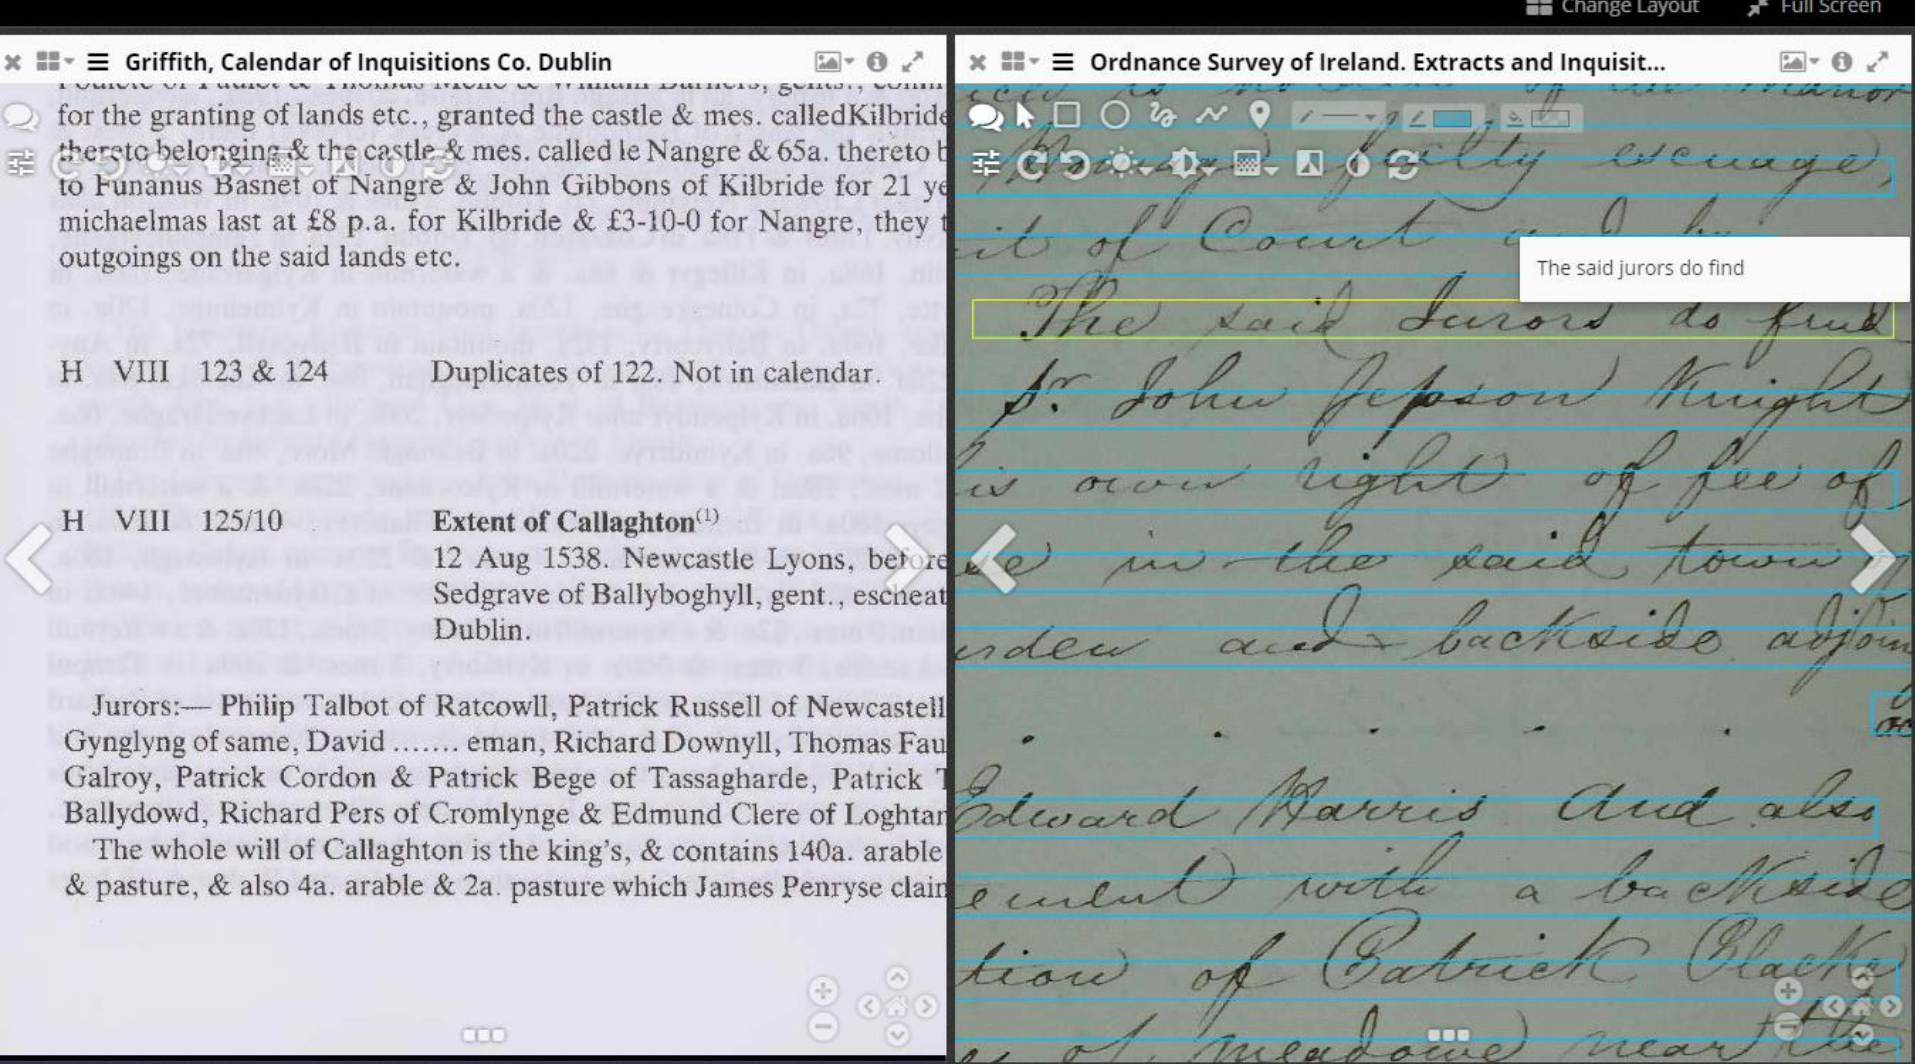 Change Layout Full Screen
Griffith, Calendar of Inquisitions Co. Dublin
for the granting of lands etc., granted the castle & mes. calledKilbride
thereto belonging & the castle & mes. called le Nangre & 65a. thereto b
to Funanus Basnet of Nangre & John Gibbons of Kilbride for 21 ye
michaelmas last at £8 p.a. for Kilbride & £3-10-0 for Nangre, they t
outgoings on the said lands etc.
H VIII 123 & 124 Duplicates of 122. Not in calendar.
H VIII 125/10 Extent of Callaghton(1)
12 Aug 1538. Newcastle Lyons, before
Sedgrave of Ballyboghyll, gent., escheat
Dublin.
Jurors:— Philip Talbot of Ratcowll, Patrick Russell of Newcastell
Gynglyng of same, David ....... eman, Richard Downyll, Thomas Fau
Galroy, Patrick Cordon & Patrick Bege of Tassagharde, Patrick T
Ballydowd, Richard Pers of Cromlynge & Edmund Clere of Loghtan
The whole will of Callaghton is the king's, & contains 140a. arable
& pasture, & also 4a. arable & 2a. pasture which James Penryse claim
Ordnance Survey of Ireland. Extracts and Inquisit...
escuage,
it of Court
The said jurors do find
The said Jurors do find
Sr. John Jepson Knight
is own right of fee of
se in the said town
rden and backside adjoin
Edward Harris And also
ement with a backside
tion of Patrick
of meadowe near the